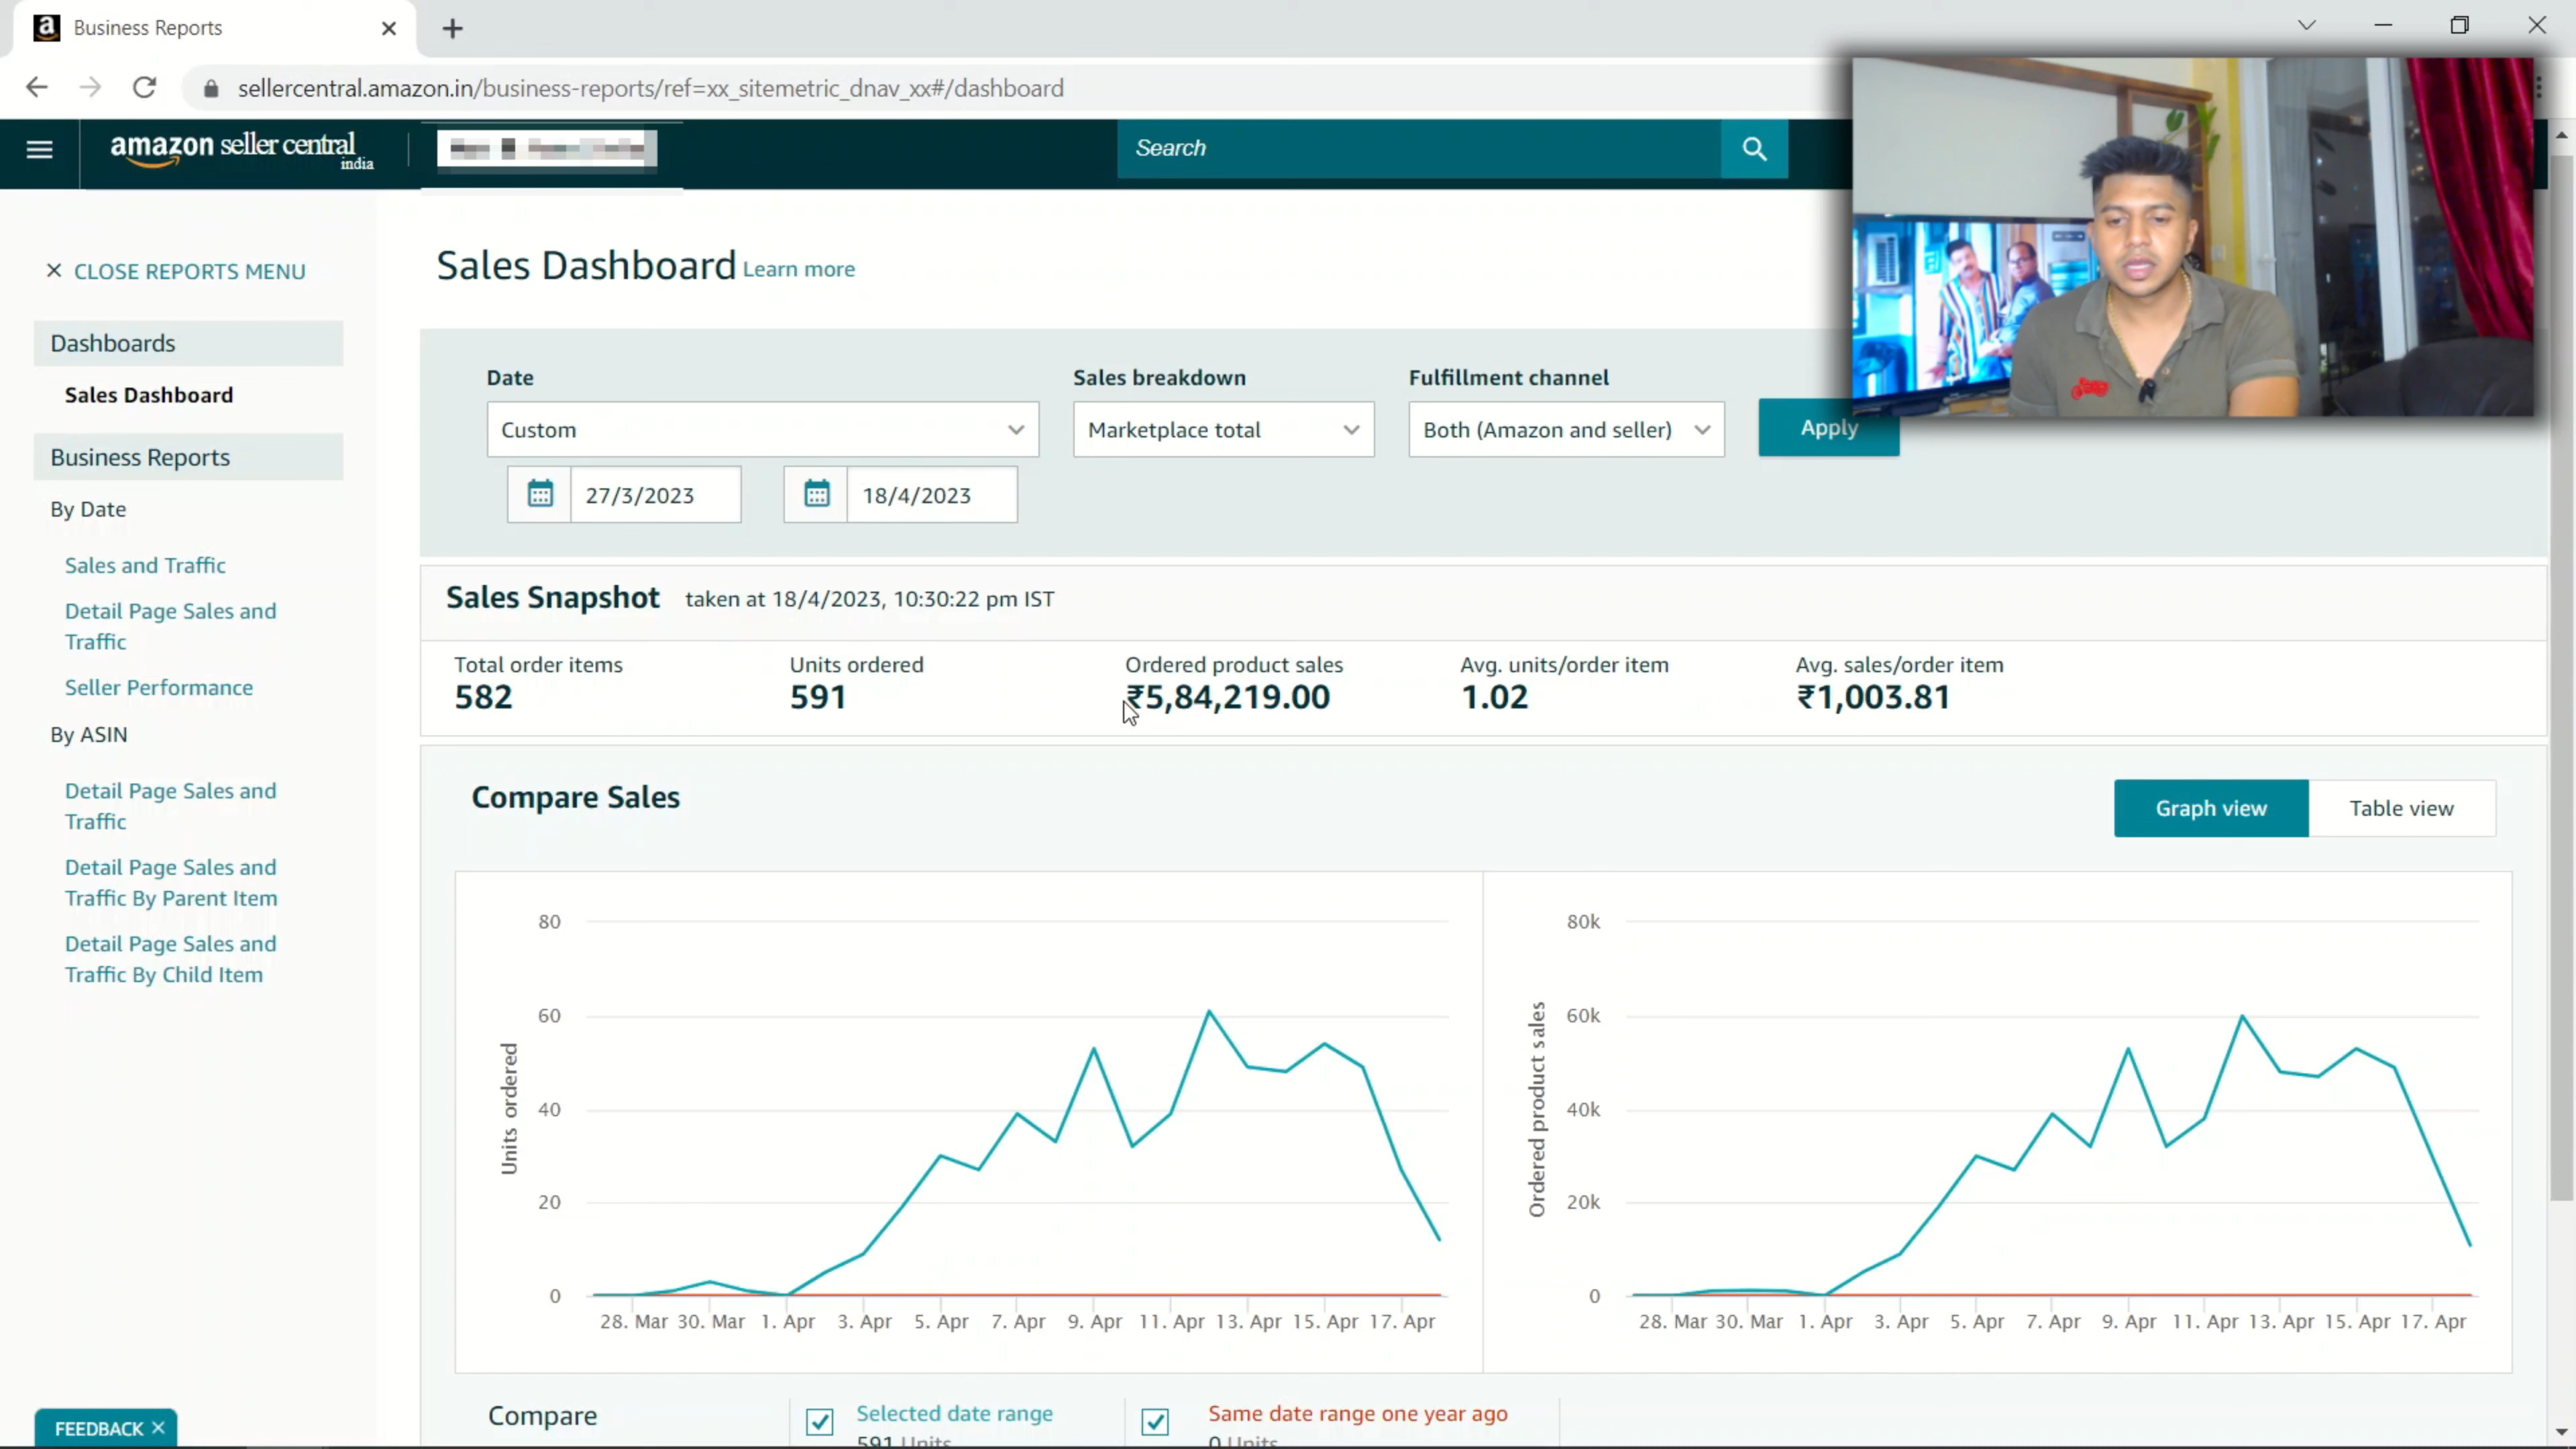 a Business Reports
sellercentral.amazon.in/business-reports/ref=xx_sitemetric_dnav_xx#/dashboard
amazon seller central
india
Search
CLOSE REPORTS MENU
Sales Dashboard Learn more
Dashboards
Sales Dashboard
Business Reports
By Date
Sales and Traffic
Detail Page Sales and
Traffic
Seller Performance
By ASIN
Detail Page Sales and
Traffic
Detail Page Sales and
Traffic By Parent Item
Detail Page Sales and
Traffic By Child Item
FEEDBACK
Date Sales breakdown Fulfillment channel
Custom Marketplace total Both (Amazon and seller) Apply
27/3/2023 18/4/2023
Sales Snapshot taken at 18/4/2023, 10:30:22 pm IST
Total order items Units ordered Ordered product sales Avg. units/order item Avg. sales/order item
582 591 ₹5,84,219.00 1.02 ₹1,003.81
Compare Sales
Graph view Table view
Units ordered
80
60
40
20
0
28. Mar 30. Mar 1. Apr 3. Apr 5. Apr 7. Apr 9. Apr 11. Apr 13. Apr 15. Apr 17. Apr
Ordered product sales
80k
60k
40k
20k
0
28. Mar 30. Mar 1. Apr 3. Apr 5. Apr 7. Apr 9. Apr 11. Apr 13. Apr 15. Apr 17. Apr
Compare Selected date range Same date range one year ago
591 Units 0 Units